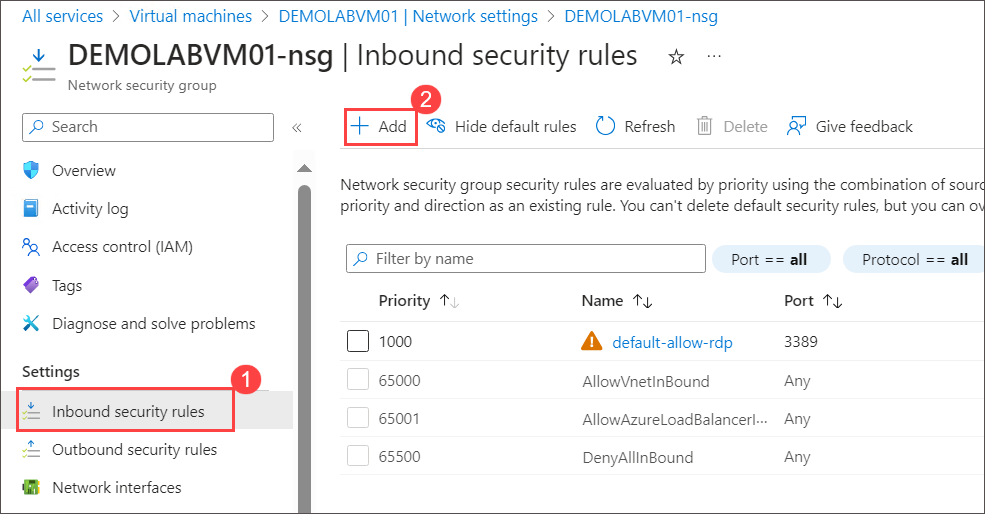 All services > Virtual machines > DEMOLABVM01 | Network settings > DEMOLABVM01-nsg
DEMOLABVM01-nsg | Inbound security rules ☆ ···
Network security group
Search «
Overview
Activity log
Access control (IAM)
Tags
Diagnose and solve problems
Settings
1
Inbound security rules
Outbound security rules
Network interfaces
2
+ Add Hide default rules Refresh Delete Give feedback
Network security group security rules are evaluated by priority using the combination of sourc
priority and direction as an existing rule. You can't delete default security rules, but you can ov
Filter by name Port == all Protocol == all
Priority ↑↓ Name ↑↓ Port ↑↓
1000 default-allow-rdp 3389
65000 AllowVnetInBound Any
65001 AllowAzureLoadBalancerI··· Any
65500 DenyAllInBound Any